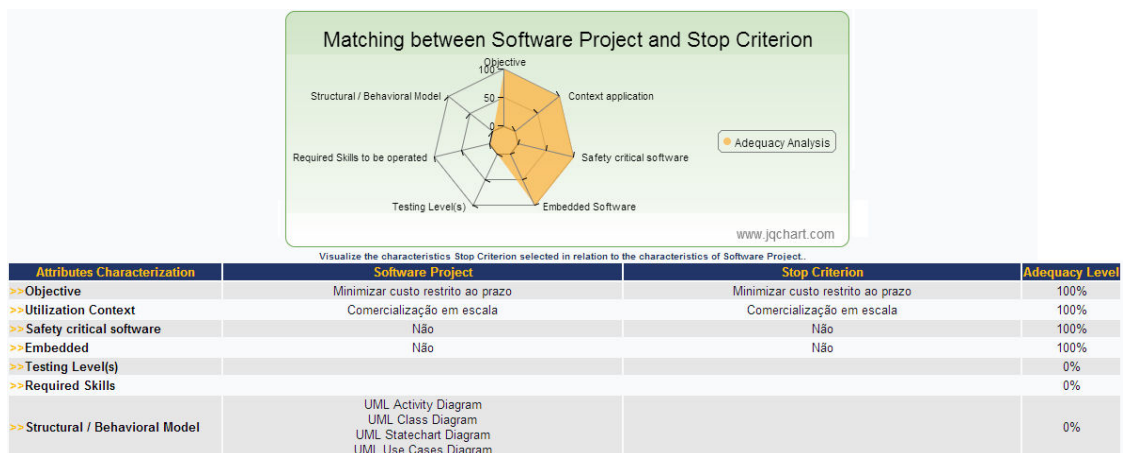 Matching between Software Project and Stop Criterion
Objective
100
Structural / Behavioral Model
50
Context application
0
Adequacy Analysis
Required Skills to be operated
Safety critical software
Testing Level(s)
Embedded Software
www.jqchart.com
Visualize the characteristics Stop Criterion selected in relation to the characteristics of Software Project..
Attributes Characterization Software Project Stop Criterion Adequacy Level
>>Objective Minimizar custo restrito ao prazo Minimizar custo restrito ao prazo 100%
>>Utilization Context Comercialização em escala Comercialização em escala 100%
>>Safety critical software Não Não 100%
>>Embedded Não Não 100%
>>Testing Level(s) 0%
>>Required Skills 0%
UML Activity Diagram
UML Class Diagram
>>Structural / Behavioral Model 0%
UML Statechart Diagram
UML Use Cases Diagram